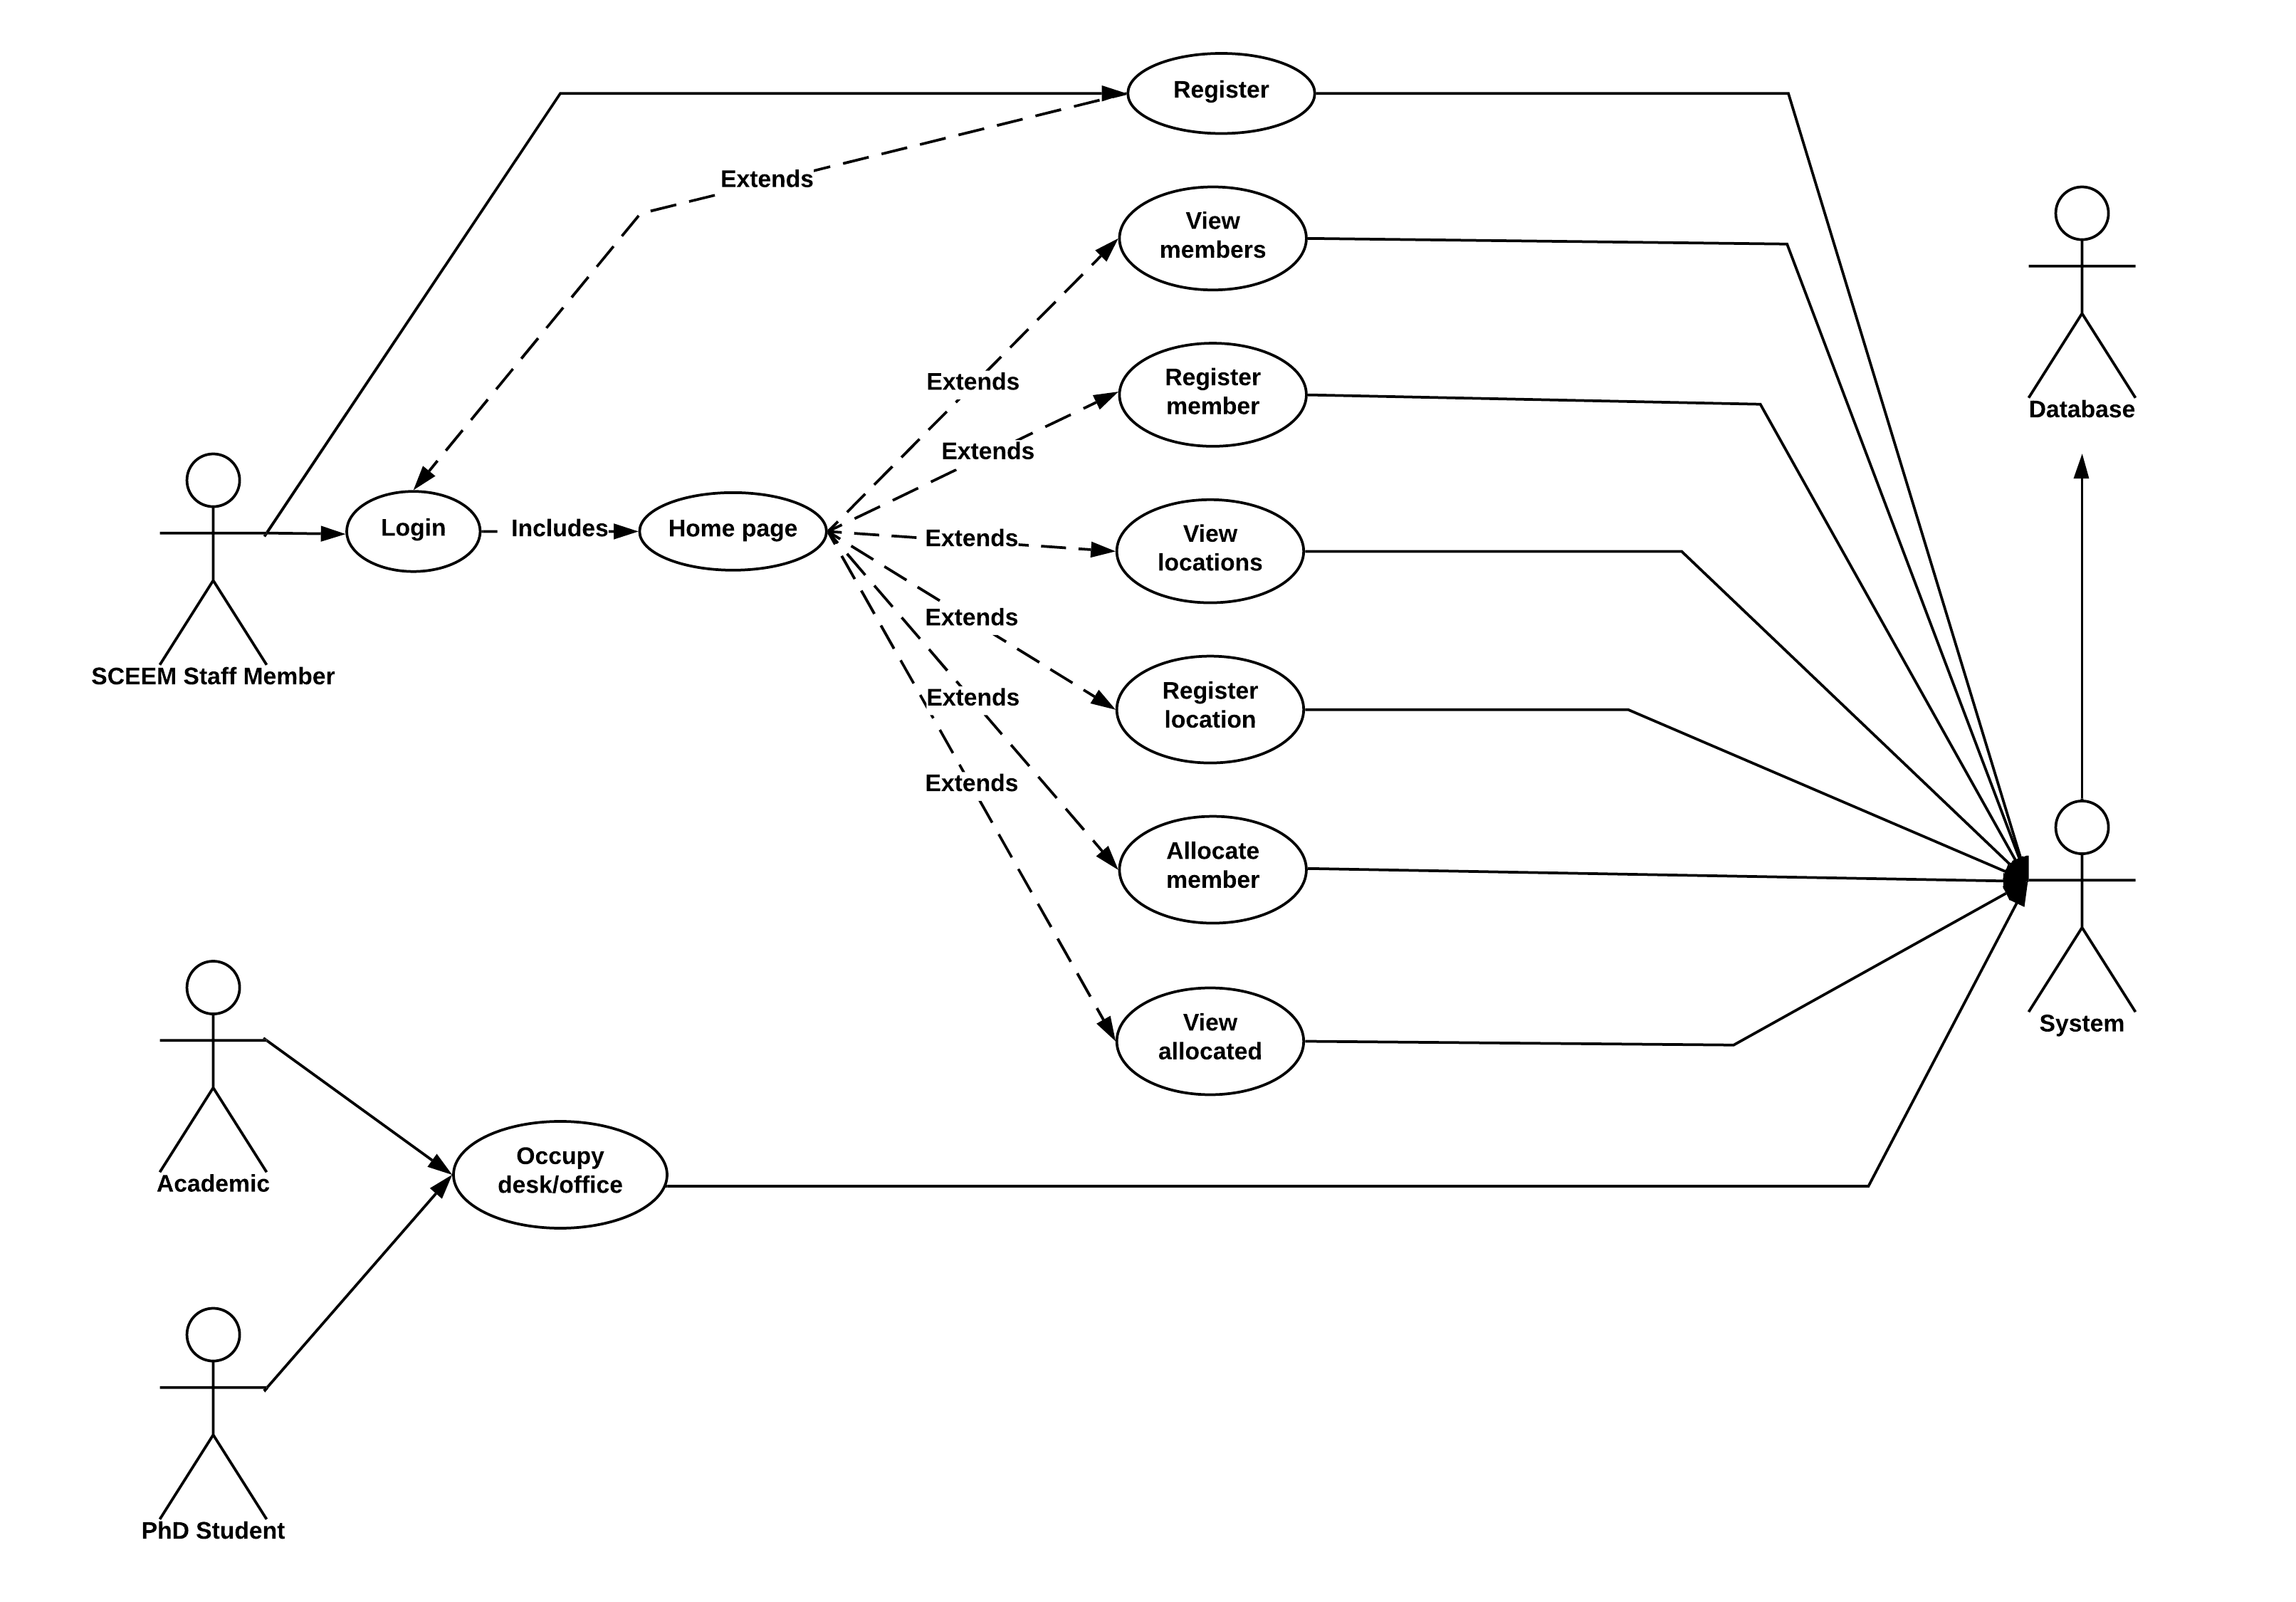 Register
Extends
View
members
Database
Extends
Register
member
Extends
Login
Includes
Home page
Extends
View
locations
SCEEM Staff Member
Extends
Register
location
Extends
Extends
Allocate
member
View
allocated
System
Academic
Occupy
desk/office
PhD Student